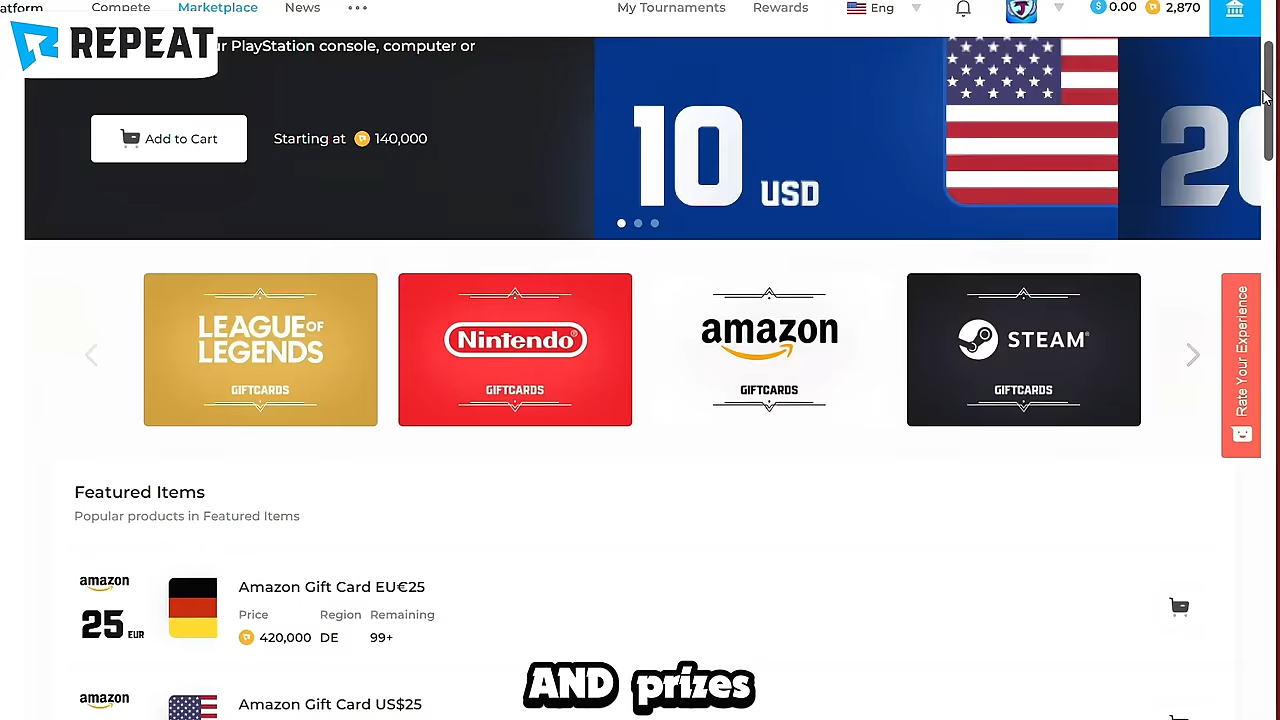 atform Compete Marketplace News ••• My Tournaments Rewards Eng 0.00 2,870
REPEAT
ur PlayStation console, computer or
Add to Cart Starting at 140,000
10 USD
20
LEAGUE OF LEGENDS
GIFTCARDS
Nintendo®
GIFTCARDS
amazon
GIFTCARDS
STEAM®
GIFTCARDS
Rate Your Experience
Featured Items
Popular products in Featured Items
amazon
25 EUR
Amazon Gift Card EU€25
Price Region Remaining
420,000 DE 99+
amazon
Amazon Gift Card US$25
AND prizes